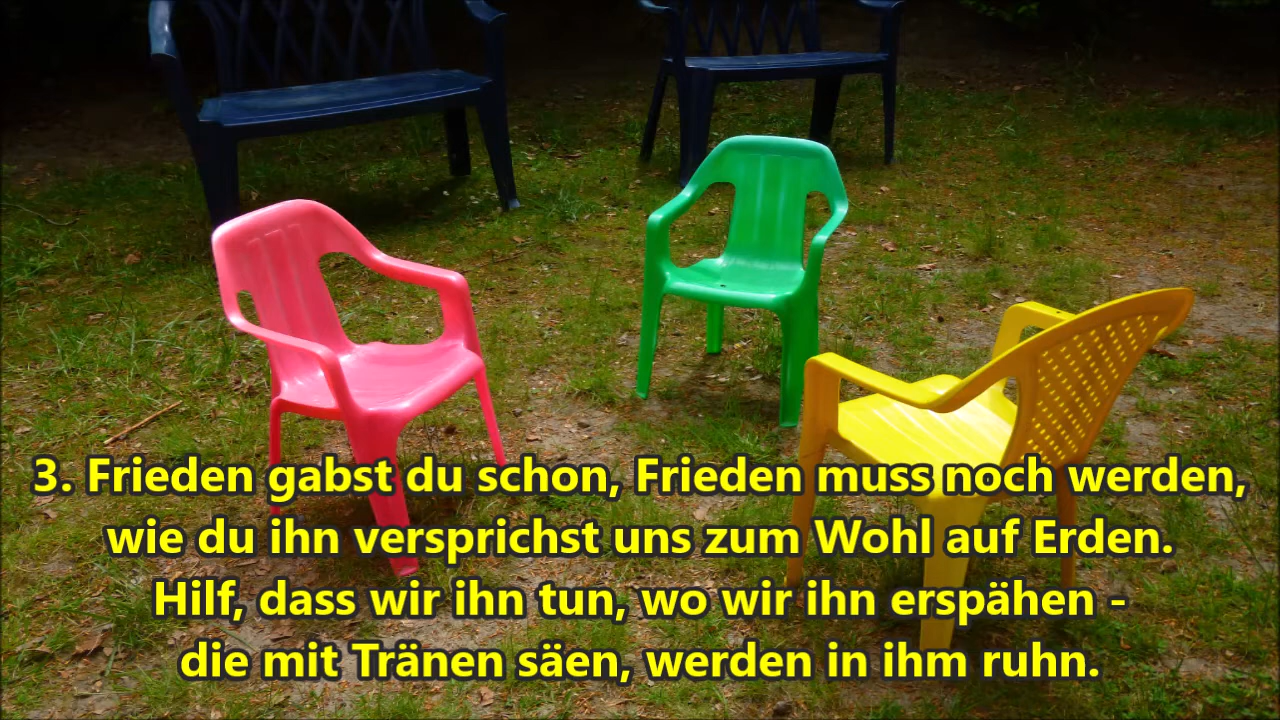 3. Frieden gabst du schon, Frieden muss noch werden,
wie du ihn versprichst uns zum Wohl auf Erden.
Hilf, dass wir ihn tun, wo wir ihn erspähen -
die mit Tränen säen, werden in ihm ruhn.